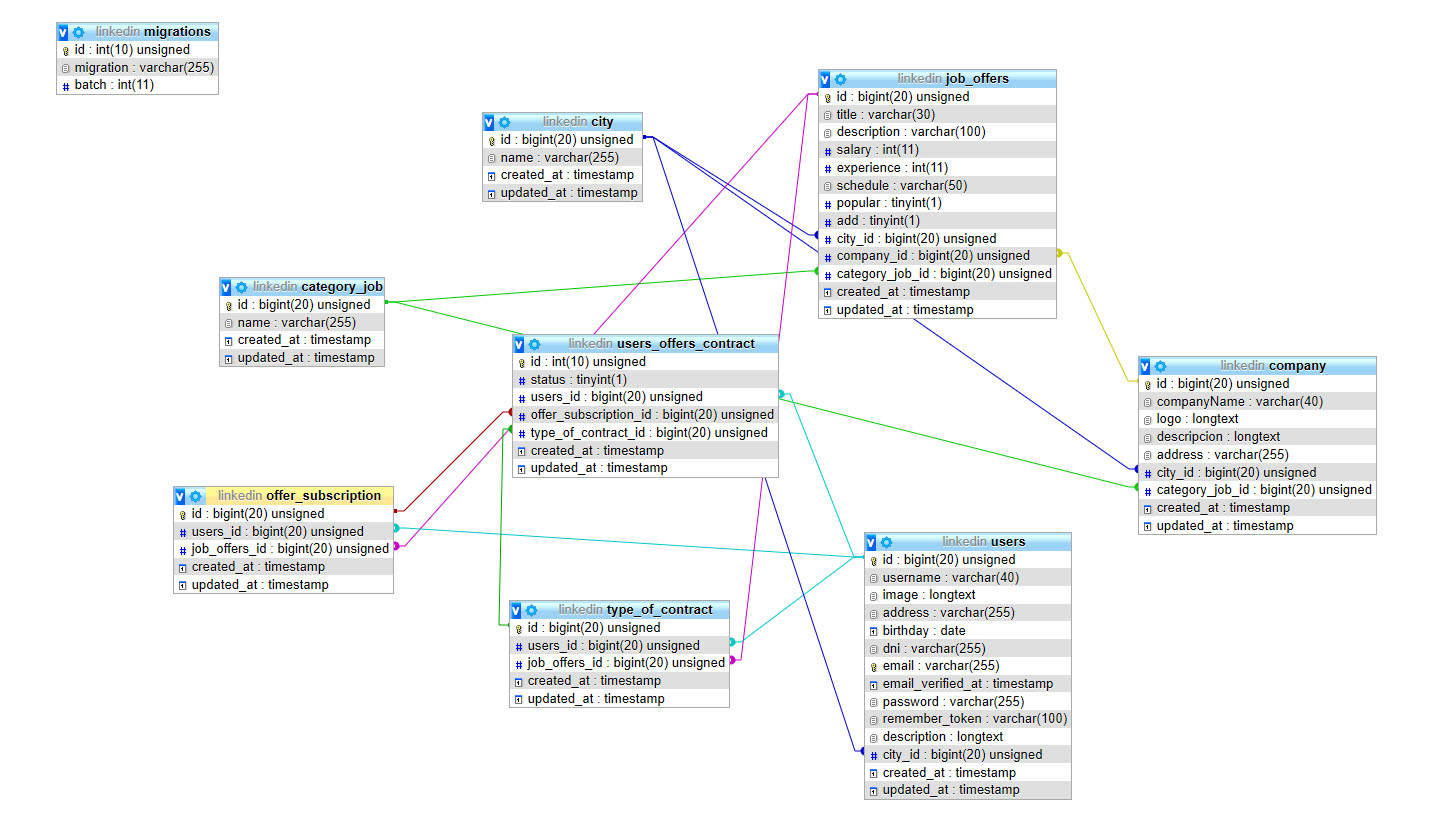 linkedin migrations
id : int(10) unsigned
migration : varchar(255)
batch : int(11)
linkedin city
id : bigint(20) unsigned
name : varchar(255)
created_at : timestamp
updated_at : timestamp
linkedin job_offers
id : bigint(20) unsigned
title : varchar(30)
description : varchar(100)
salary : int(11)
experience : int(11)
schedule : varchar(50)
popular : tinyint(1)
add : tinyint(1)
city_id : bigint(20) unsigned
company_id : bigint(20) unsigned
category_job_id : bigint(20) unsigned
created_at : timestamp
updated_at : timestamp
linkedin category_job
id : bigint(20) unsigned
name : varchar(255)
created_at : timestamp
updated_at : timestamp
linkedin users_offers_contract
id : int(10) unsigned
status : tinyint(1)
users_id : bigint(20) unsigned
offer_subscription_id : bigint(20) unsigned
type_of_contract_id : bigint(20) unsigned
created_at : timestamp
updated_at : timestamp
linkedin company
id : bigint(20) unsigned
companyName : varchar(40)
logo : longtext
descripcion : longtext
address : varchar(255)
city_id : bigint(20) unsigned
category_job_id : bigint(20) unsigned
created_at : timestamp
updated_at : timestamp
linkedin offer_subscription
id : bigint(20) unsigned
users_id : bigint(20) unsigned
job_offers_id : bigint(20) unsigned
created_at : timestamp
updated_at : timestamp
linkedin type_of_contract
id : bigint(20) unsigned
users_id : bigint(20) unsigned
job_offers_id : bigint(20) unsigned
created_at : timestamp
updated_at : timestamp
linkedin users
id : bigint(20) unsigned
username : varchar(40)
image : longtext
address : varchar(255)
birthday : date
dni : varchar(255)
email : varchar(255)
email_verified_at : timestamp
password : varchar(255)
remember_token : varchar(100)
description : longtext
city_id : bigint(20) unsigned
created_at : timestamp
updated_at : timestamp